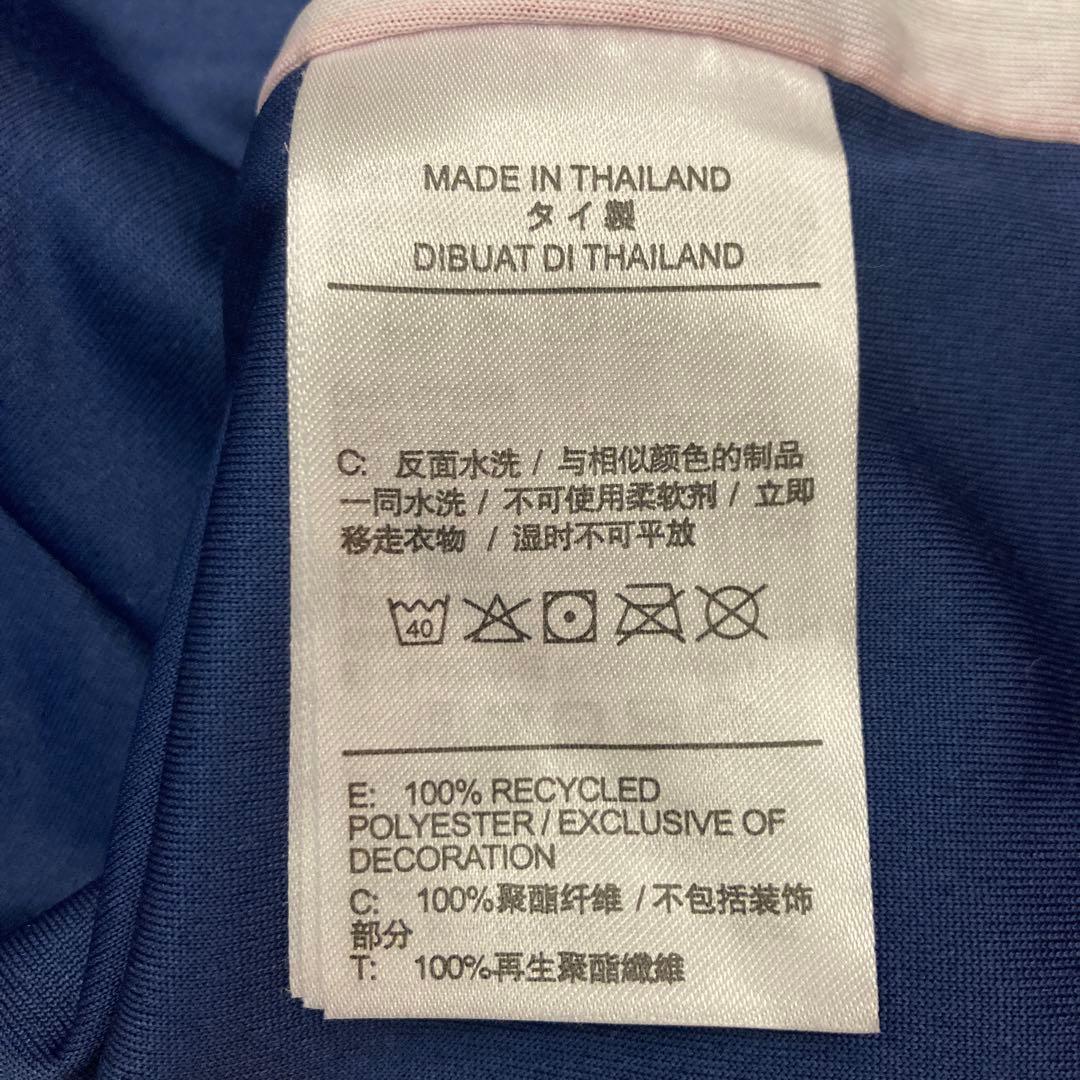 MADE IN THAILAND
タイ製
DIBUAT DI THAILAND
C: 反面水洗 / 与相似颜色的制品
一同水洗 / 不可使用柔软剂 / 立即
移走衣物 / 湿时不可平放
40
E: 100% RECYCLED
POLYESTER / EXCLUSIVE OF
DECORATION
C: 100%聚酯纤维 / 不包括装饰
部分
T: 100%再生聚酯纖維